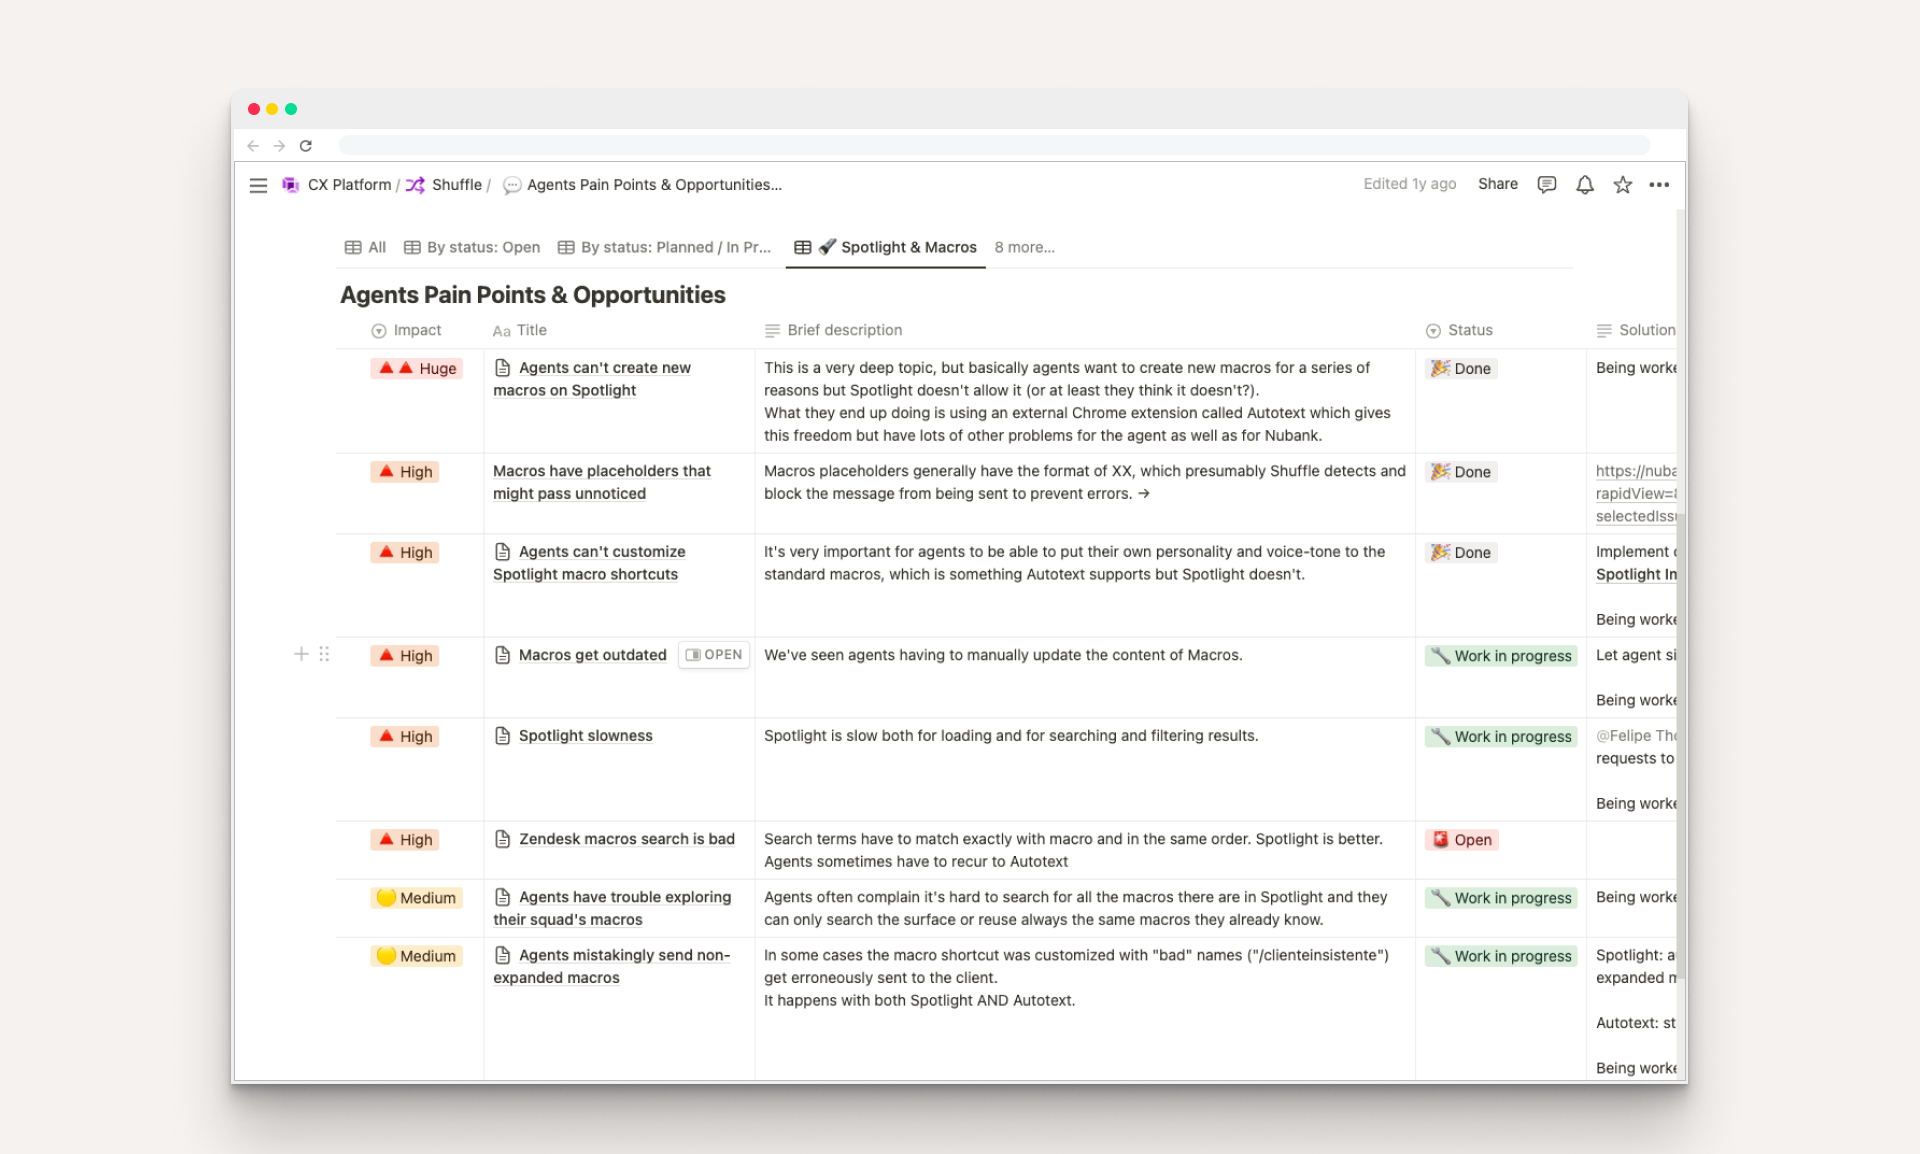 CX Platform / Shuffle / Agents Pain Points & Opportunities...
Edited 1y ago Share
All By status: Open By status: Planned / In Pr... Spotlight & Macros 8 more...
Agents Pain Points & Opportunities
Impact Aa Title Brief description Status Solution
Huge
Agents can't create new
macros on Spotlight
This is a very deep topic, but basically agents want to create new macros for a series of
reasons but Spotlight doesn't allow it (or at least they think it doesn't?).
What they end up doing is using an external Chrome extension called Autotext which gives
this freedom but have lots of other problems for the agent as well as for Nubank.
Done
Being worke
High
Macros have placeholders that
might pass unnoticed
Macros placeholders generally have the format of XX, which presumably Shuffle detects and
block the message from being sent to prevent errors. →
Done
https://nuba
rapidView=
selectedIssu
High
Agents can't customize
Spotlight macro shortcuts
It's very important for agents to be able to put their own personality and voice-tone to the
standard macros, which is something Autotext supports but Spotlight doesn't.
Done
Implement
Spotlight In
Being worke
High
Macros get outdated
OPEN
We've seen agents having to manually update the content of Macros.
Work in progress
Let agent si
Being worke
High
Spotlight slowness
Spotlight is slow both for loading and for searching and filtering results.
Work in progress
@Felipe Tho
requests to
Being worke
High
Zendesk macros search is bad
Search terms have to match exactly with macro and in the same order. Spotlight is better.
Agents sometimes have to recur to Autotext
Open
Medium
Agents have trouble exploring
their squad's macros
Agents often complain it's hard to search for all the macros there are in Spotlight and they
can only search the surface or reuse always the same macros they already know.
Work in progress
Being worke
Medium
Agents mistakingly send non-
expanded macros
In some cases the macro shortcut was customized with "bad" names ("/clienteinsistente")
get erroneously sent to the client.
It happens with both Spotlight AND Autotext.
Work in progress
Spotlight: a
expanded m
Autotext: st
Being worke